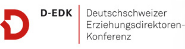 D-EDK
Deutschschweizer
Erziehungsdirektoren-
Konferenz